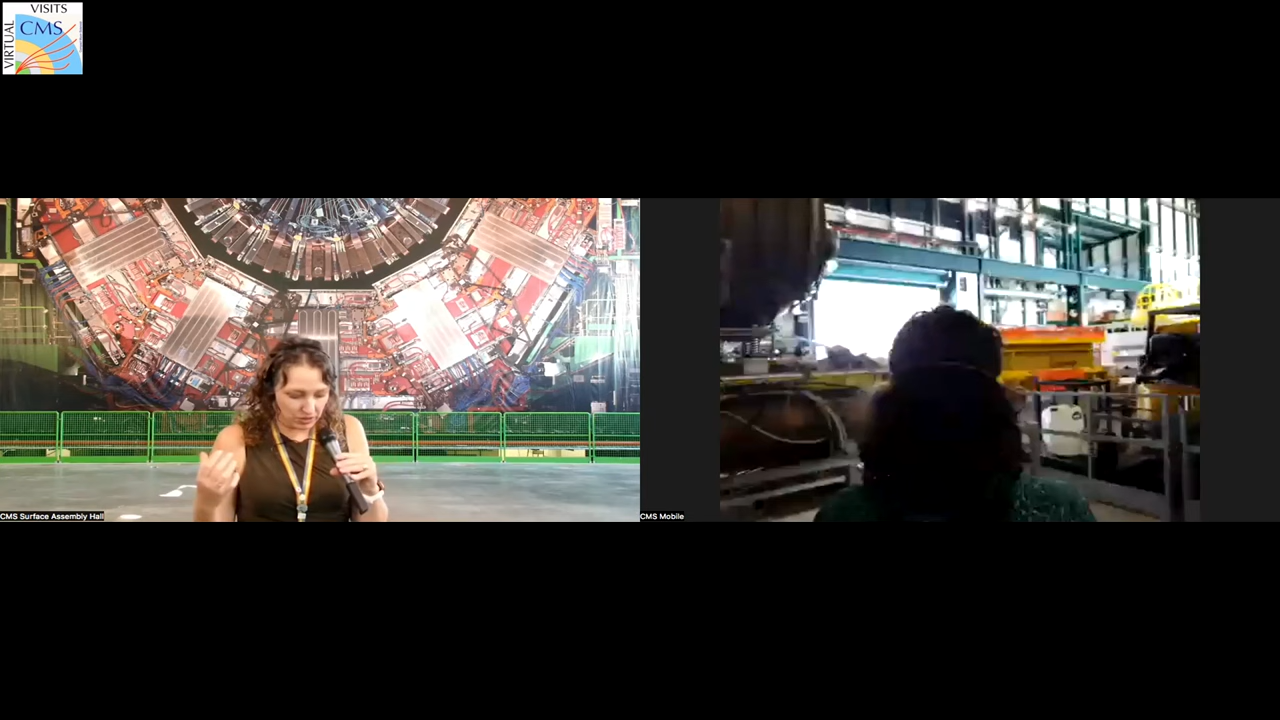 VISITS
CMS
VIRTUAL
CMS Surface Assembly Hall
CMS Mobile